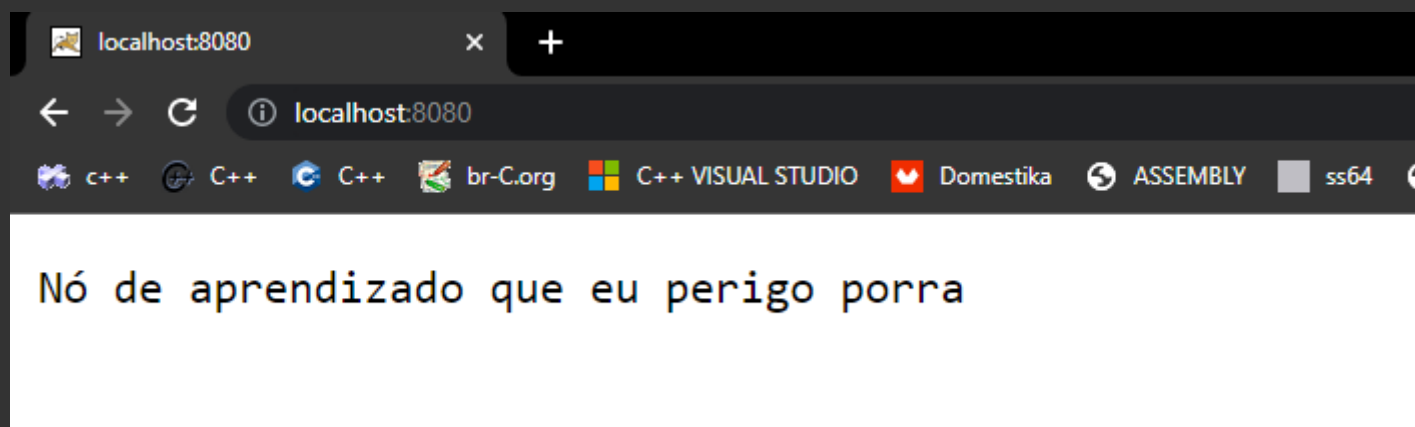 localhost:8080
localhost:8080
c++ C++ C++ br-C.org C++ VISUAL STUDIO Domestika ASSEMBLY ss64
Nó de aprendizado que eu perigo porra